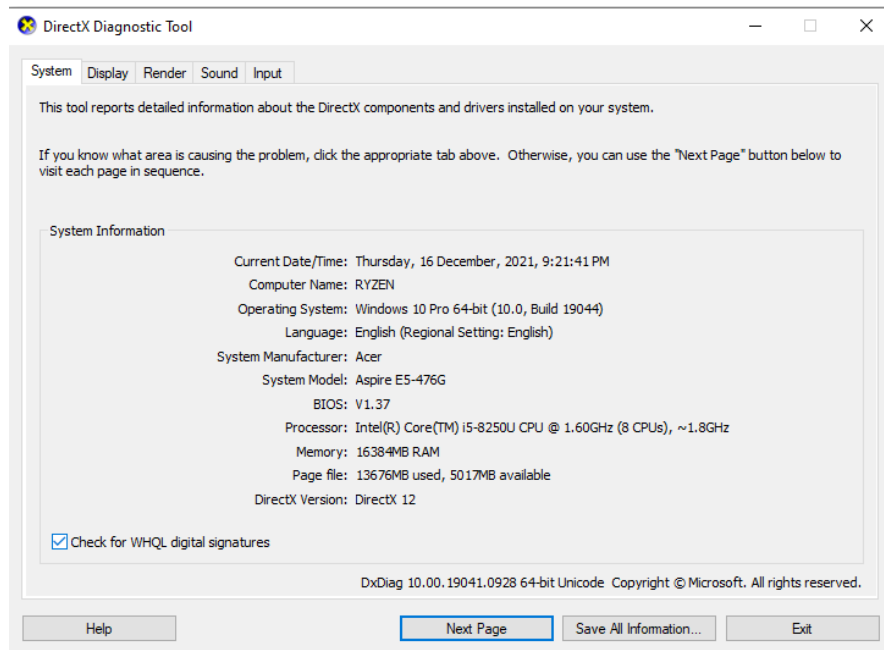 DirectX Diagnostic Tool
System Display Render Sound Input
This tool reports detailed information about the DirectX components and drivers installed on your system.
If you know what area is causing the problem, click the appropriate tab above.  Otherwise, you can use the "Next Page" button below to
visit each page in sequence.
System Information
Current Date/Time: Thursday, 16 December, 2021, 9:21:41 PM
Computer Name: RYZEN
Operating System: Windows 10 Pro 64-bit (10.0, Build 19044)
Language: English (Regional Setting: English)
System Manufacturer: Acer
System Model: Aspire E5-476G
BIOS: V1.37
Processor: Intel(R) Core(TM) i5-8250U CPU @ 1.60GHz (8 CPUs), ~1.8GHz
Memory: 16384MB RAM
Page file: 13676MB used, 5017MB available
DirectX Version: DirectX 12
Check for WHQL digital signatures
DxDiag 10.00.19041.0928 64-bit Unicode  Copyright © Microsoft. All rights reserved.
Help Next Page Save All Information... Exit